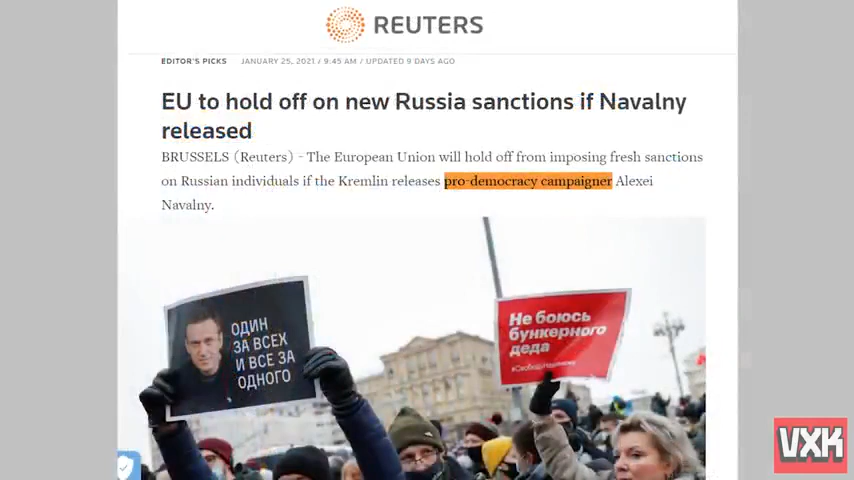 REUTERS
EDITOR'S PICKS JANUARY 25, 2021 / 9:45 AM / UPDATED 9 DAYS AGO
EU to hold off on new Russia sanctions if Navalny
released
BRUSSELS (Reuters) - The European Union will hold off from imposing fresh sanctions
on Russian individuals if the Kremlin releases pro-democracy campaigner Alexei
Navalny.
ОДИН
ЗА ВСЕХ
И ВСЕ ЗА
ОДНОГО
Не боюсь
бункерного
деда
VXK